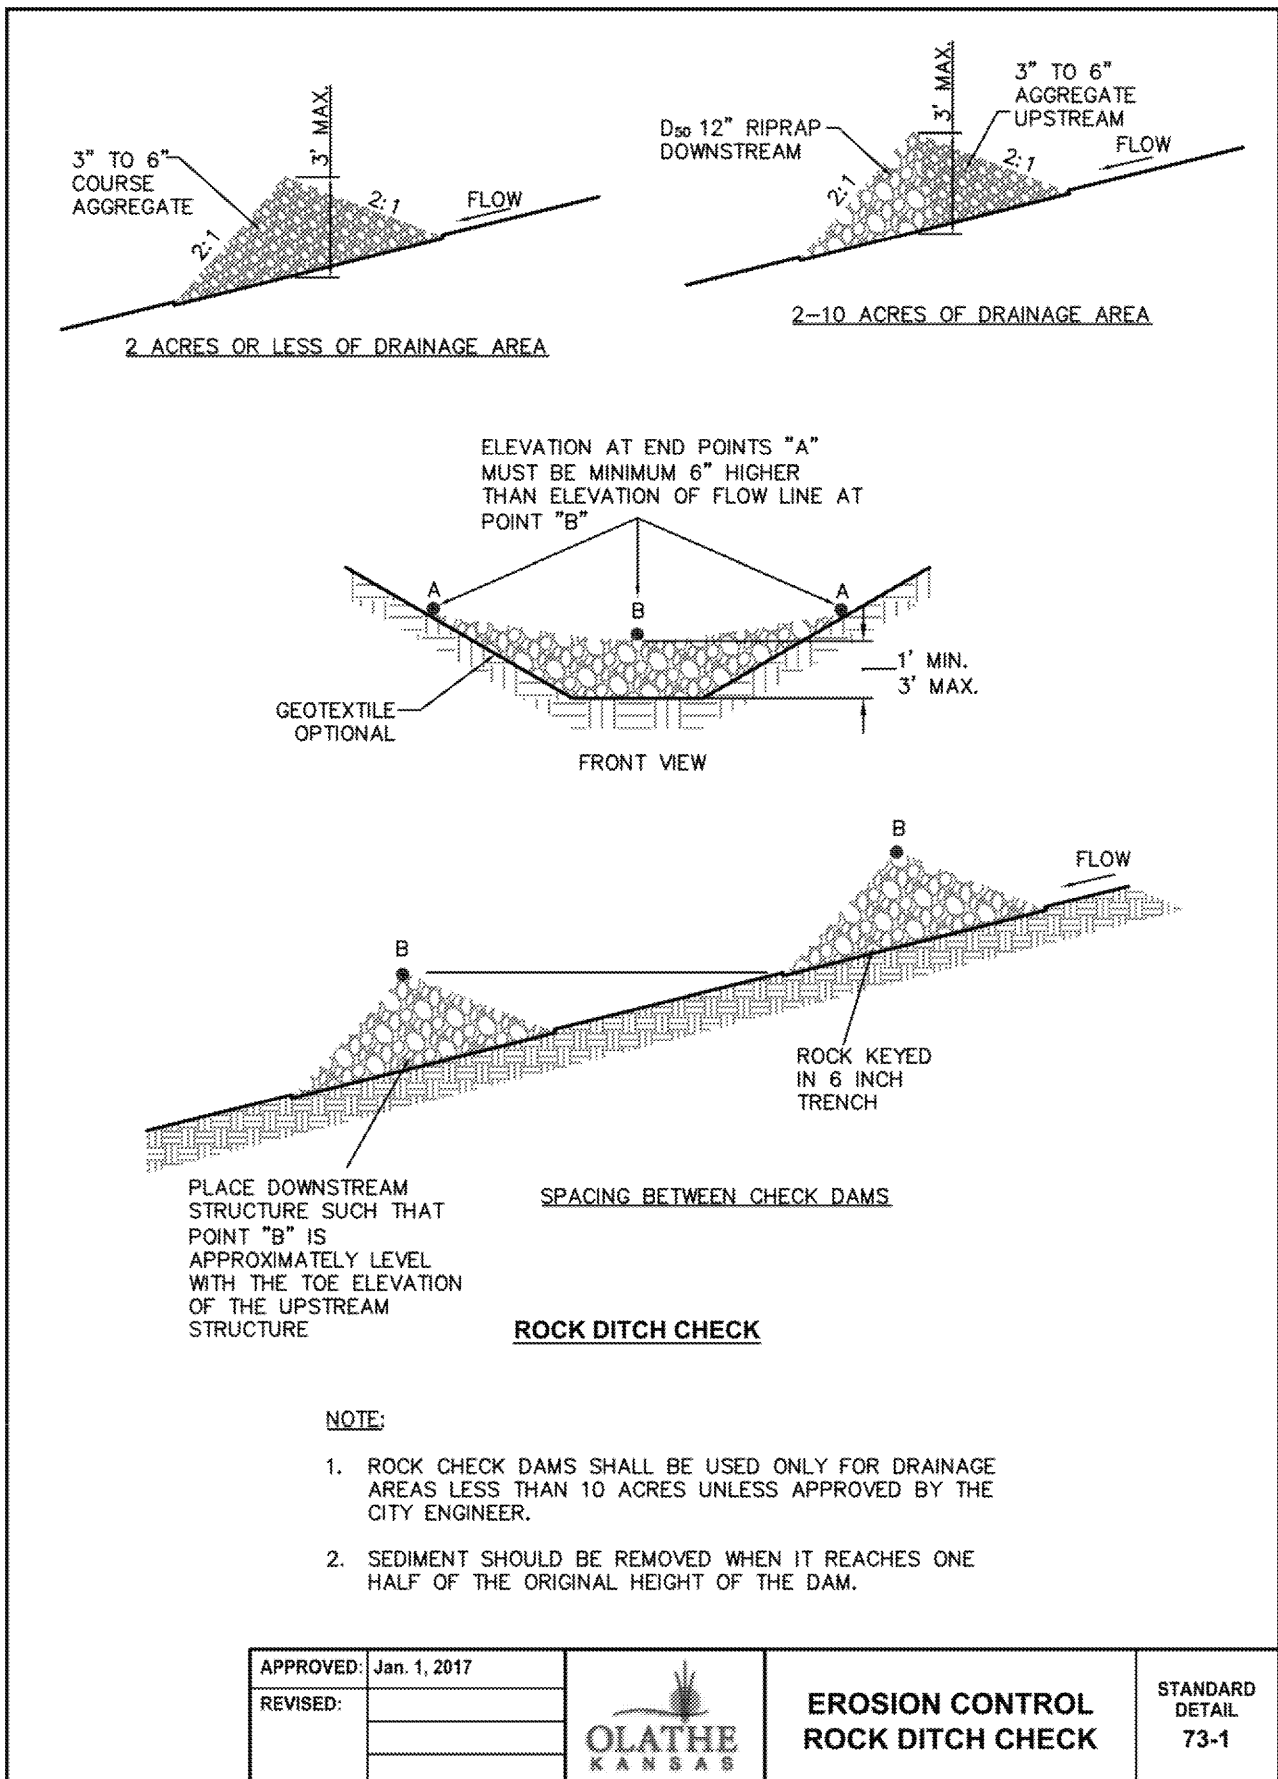 3' MAX.
3" TO 6"
COURSE
AGGREGATE
2:1
2:1
FLOW
2 ACRES OR LESS OF DRAINAGE AREA
3' MAX.
3" TO 6"
AGGREGATE
UPSTREAM
D50 12" RIPRAP
DOWNSTREAM
FLOW
2:1
2:1
2-10 ACRES OF DRAINAGE AREA
ELEVATION AT END POINTS "A"
MUST BE MINIMUM 6" HIGHER
THAN ELEVATION OF FLOW LINE AT
POINT "B"
A
B
A
1' MIN.
3' MAX.
GEOTEXTILE
OPTIONAL
FRONT VIEW
B
FLOW
B
ROCK KEYED
IN 6 INCH
TRENCH
PLACE DOWNSTREAM
STRUCTURE SUCH THAT
POINT "B" IS
APPROXIMATELY LEVEL
WITH THE TOE ELEVATION
OF THE UPSTREAM
STRUCTURE
SPACING BETWEEN CHECK DAMS
ROCK DITCH CHECK
NOTE:
1. ROCK CHECK DAMS SHALL BE USED ONLY FOR DRAINAGE
AREAS LESS THAN 10 ACRES UNLESS APPROVED BY THE
CITY ENGINEER.
2. SEDIMENT SHOULD BE REMOVED WHEN IT REACHES ONE
HALF OF THE ORIGINAL HEIGHT OF THE DAM.
APPROVED: Jan. 1, 2017
REVISED:
OLATHE
KANSAS
EROSION CONTROL
ROCK DITCH CHECK
STANDARD
DETAIL
73-1